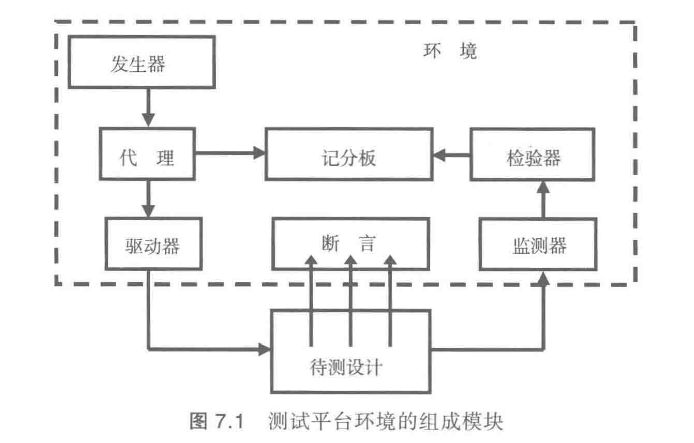 环 境
发生器
代 理
记分板
检验器
驱动器
断 言
监测器
待测设计
图 7.1 测试平台环境的组成模块